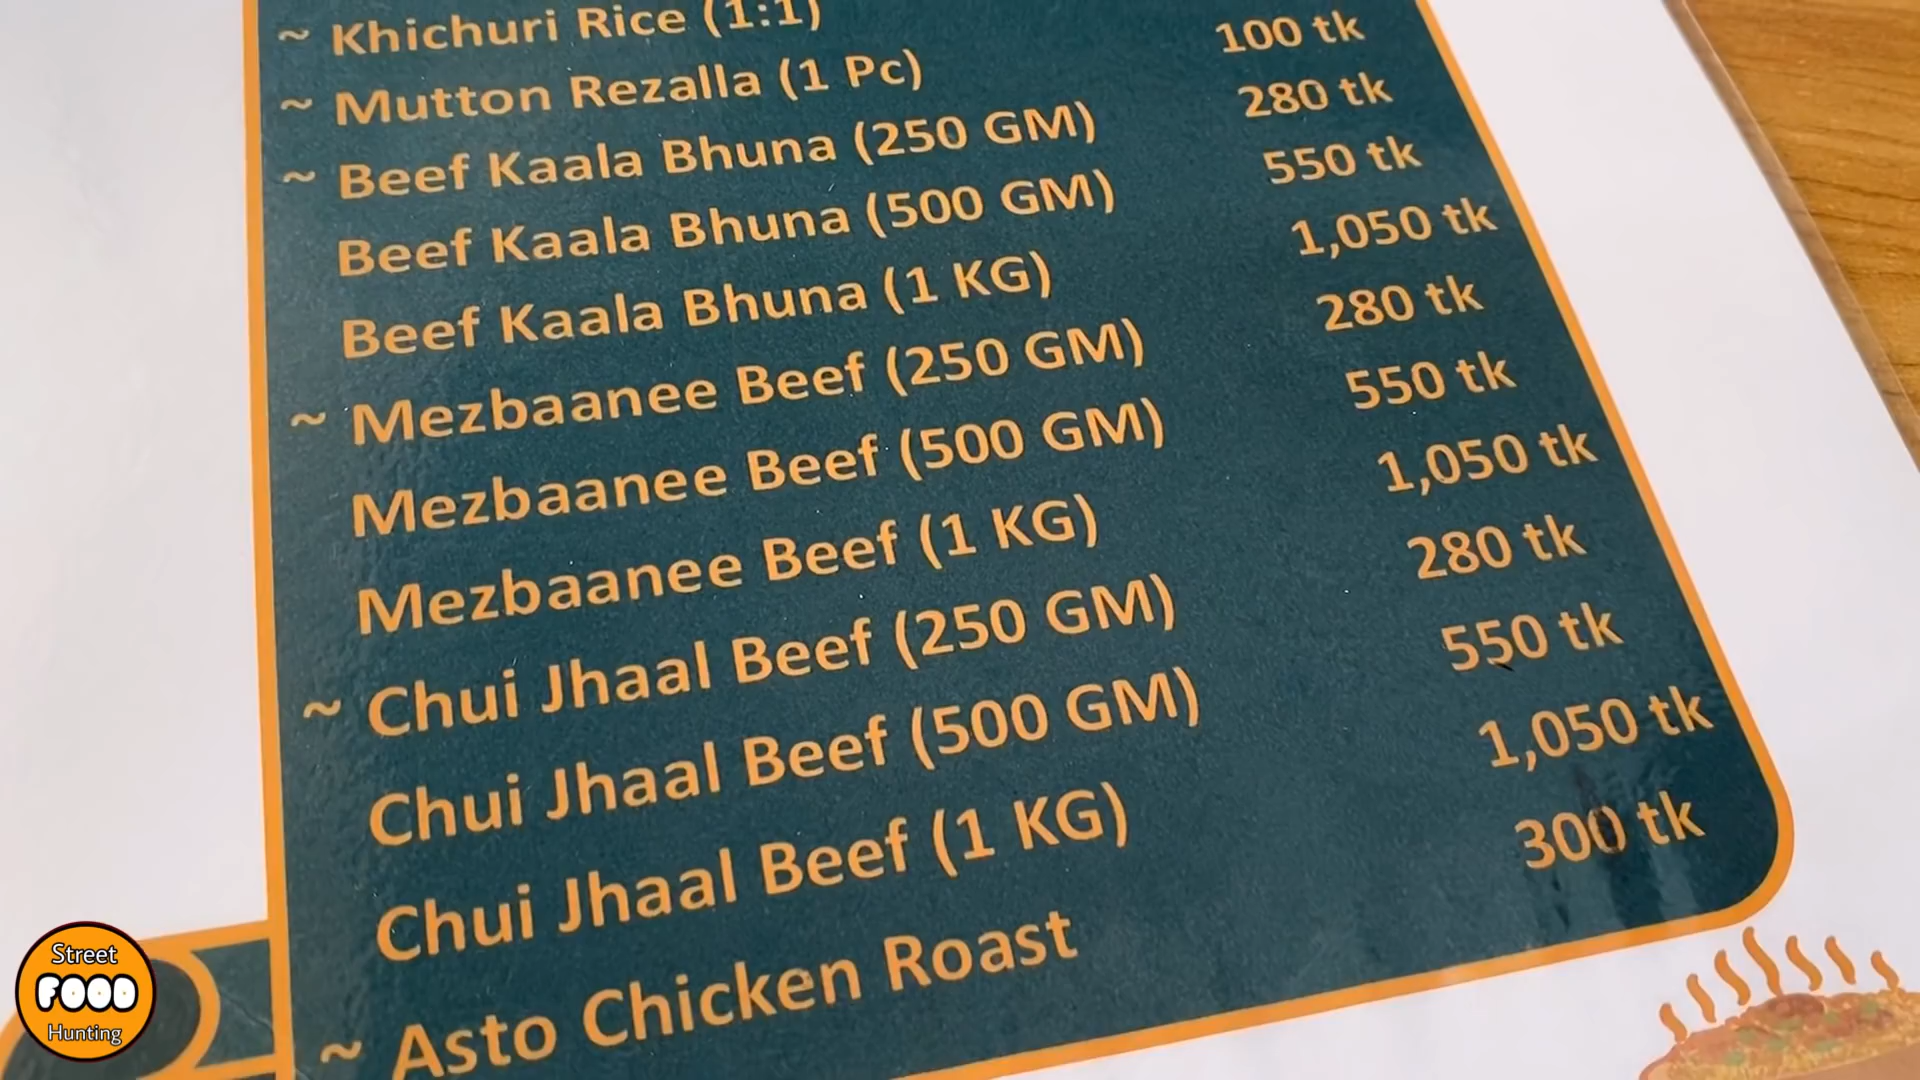 ~ Khichuri Rice (1:1)
~ Mutton Rezalla (1 Pc) 100 tk
~ Beef Kaala Bhuna (250 GM) 280 tk
Beef Kaala Bhuna (500 GM) 550 tk
Beef Kaala Bhuna (1 KG) 1,050 tk
~ Mezbaanee Beef (250 GM) 280 tk
Mezbaanee Beef (500 GM) 550 tk
Mezbaanee Beef (1 KG) 1,050 tk
~ Chui Jhaal Beef (250 GM) 280 tk
Chui Jhaal Beef (500 GM) 550 tk
Chui Jhaal Beef (1 KG) 1,050 tk
~ Asto Chicken Roast 300 tk
Street
FOOD
Hunting